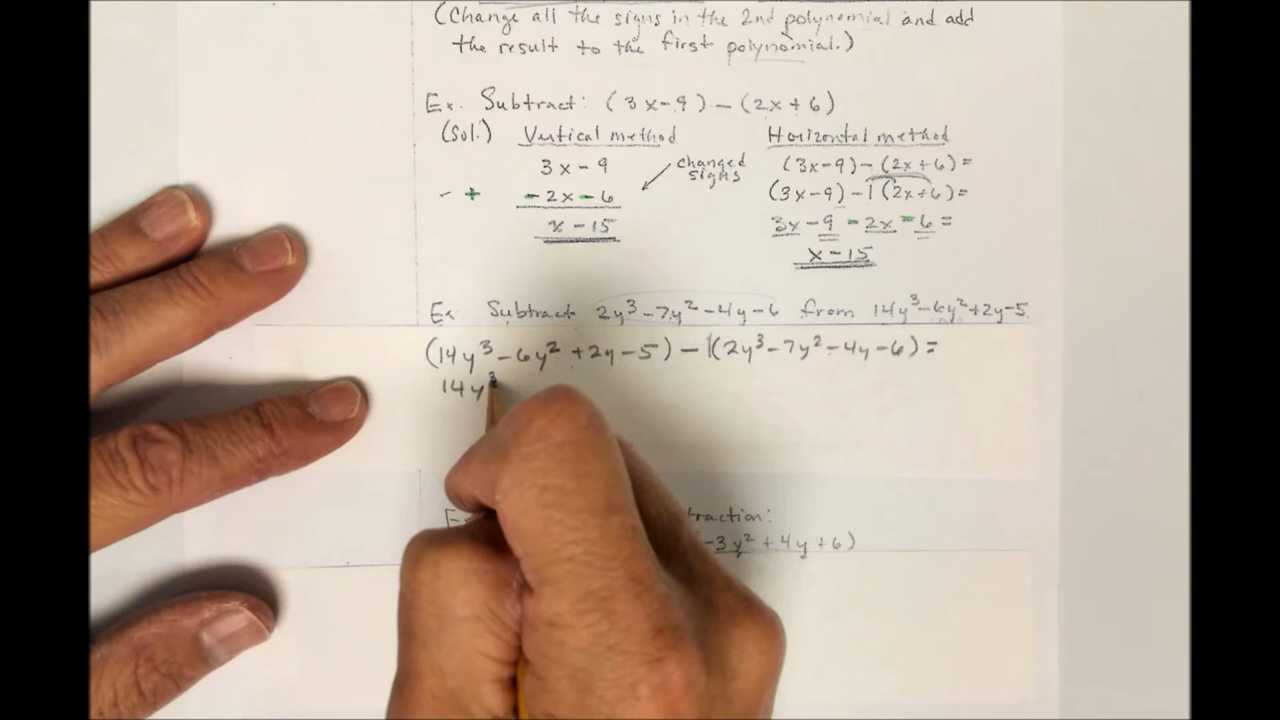 (Change all the signs in the 2nd polynomial and add
the result to the first polynomial.)
Ex. Subtract: (3x-9) - (2x+6)
(Sol.) Vertical method
3x - 9
- + - 2x - 6
x - 15
changed
signs
Horizontal method
(3x-9) - (2x+6) =
(3x-9) - 1(2x+6) =
3x - 9 - 2x - 6 =
x - 15
Ex. Subtract 2y³-7y²-4y-6 from 14y³-6y²+2y-5
(14y³ - 6y² + 2y - 5) - 1(2y³ - 7y² - 4y - 6) =
14y³
-3y² + 4y + 6)